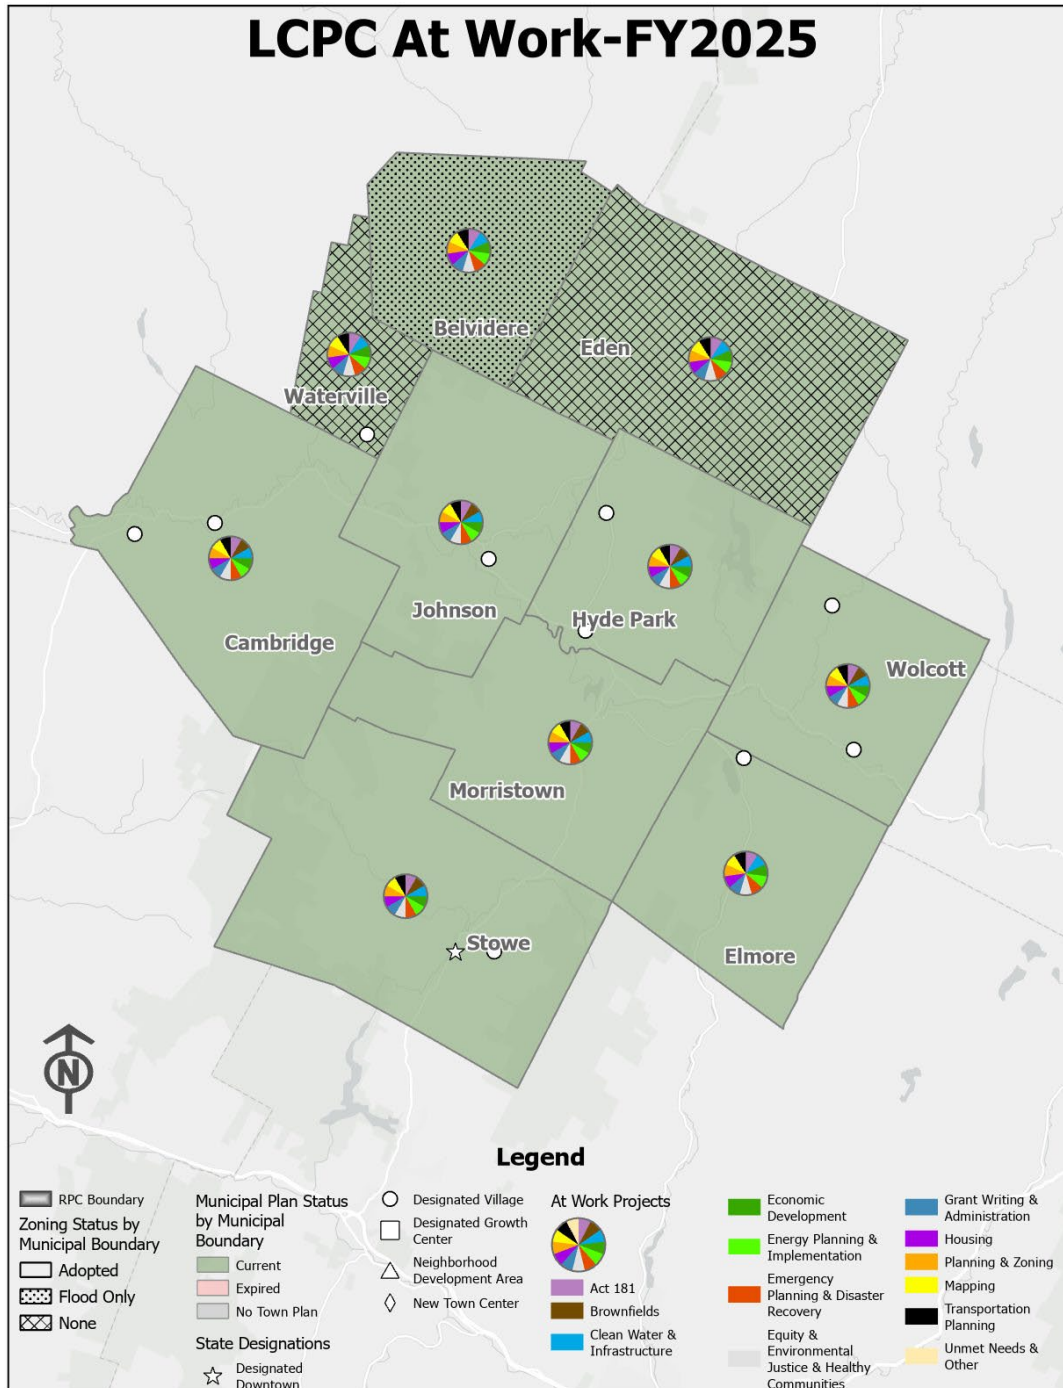 LCPC At Work-FY2025
Belvidere
Eden
Waterville
Johnson
Hyde Park
Cambridge
Wolcott
Morristown
Stowe
Elmore
N
Legend
RPC Boundary
Zoning Status by
Municipal Boundary
Adopted
Flood Only
None
Municipal Plan Status
by Municipal
Boundary
Current
Expired
No Town Plan
State Designations
Designated
Downtown
Designated Village
Designated Growth
Center
Neighborhood
Development Area
New Town Center
At Work Projects
Act 181
Brownfields
Clean Water &
Infrastructure
Economic
Development
Energy Planning &
Implementation
Emergency
Planning & Disaster
Recovery
Equity &
Environmental
Justice & Healthy
Communities
Grant Writing &
Administration
Housing
Planning & Zoning
Mapping
Transportation
Planning
Unmet Needs &
Other